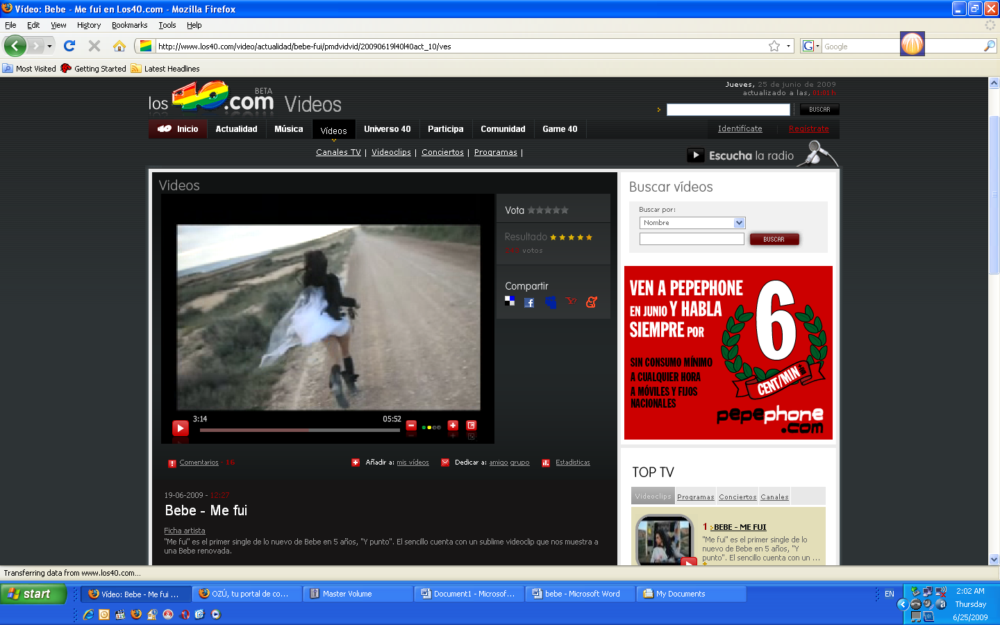 Vídeo: Bebe - Me fui en Los40.com - Mozilla Firefox
File Edit View History Bookmarks Tools Help
http://www.los40.com/video/actualidad/bebe-fui/pmdvidvid/20090619l40l40act_10/ves
Google
Most Visited Getting Started Latest Headlines
los 40.com BETA Videos
Jueves, 25 de junio de 2009
actualizado a las, 01:01 h
BUSCAR
40 Inicio Actualidad Música Vídeos Universo 40 Participa Comunidad Game 40
Identifícate Regístrate
Canales TV | Videoclips | Conciertos | Programas |
Escucha la radio
Videos
Vota
Resultado
votos
Compartir
3:14 05:52
Comentarios - 16
Añadir a: mis vídeos Dedicar a: amigo grupo Estadísticas
19-06-2009 - 12:27
Bebe - Me fui
Ficha artista
"Me fui" es el primer single de lo nuevo de Bebe en 5 años, "Y punto". El sencillo cuenta con un sublime videoclip que nos muestra a
una Bebe renovada.
Buscar vídeos
Buscar por:
Nombre
BUSCAR
VEN A PEPEPHONE
EN JUNIO Y HABLA
SIEMPRE POR
6
CENT/MIN
SIN CONSUMO MÍNIMO
A CUALQUIER HORA
A MÓVILES Y FIJOS
NACIONALES
pepephone
.com
TOP TV
Videoclips Programas Conciertos Canales
1 BEBE - ME FUI
"Me fui" es el primer single de lo
nuevo de Bebe en 5 años, "Y
punto". El sencillo cuenta con un ...
Transferring data from www.los40.com...
start
Vídeo: Bebe - Me fui ...
OZÚ, tu portal de co...
Master Volume
Document1 - Microsof...
bebe - Microsoft Word
My Documents
EN
2:02 AM
Thursday
6/25/2009